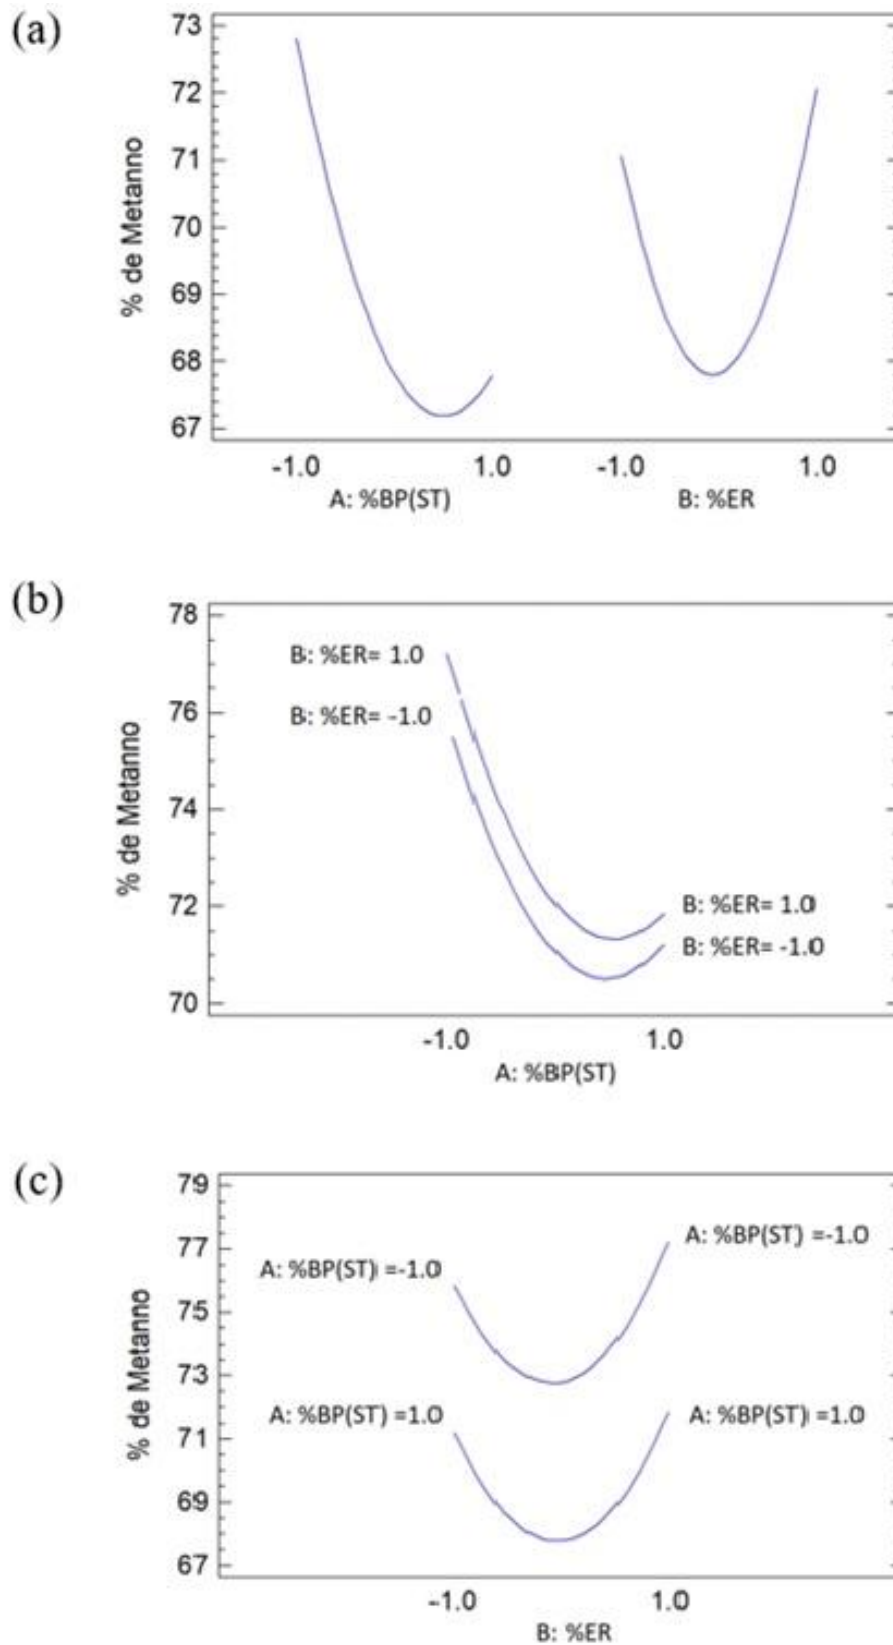 (a)
73
72
71
70
69
68
67
% de Metanno
-1.0 1.0 -1.0 1.0
A: %BP(ST) B: %ER
(b)
78
76
74
72
70
% de Metanno
B: %ER= 1.0
B: %ER= -1.0
B: %ER= 1.0
B: %ER= -1.0
-1.0 1.0
A: %BP(ST)
(c)
79
77
75
73
71
69
67
% de Metanno
A: %BP(ST) =-1.0
A: %BP(ST) =-1.0
A: %BP(ST) =1.0
A: %BP(ST) =1.0
-1.0 1.0
B: %ER